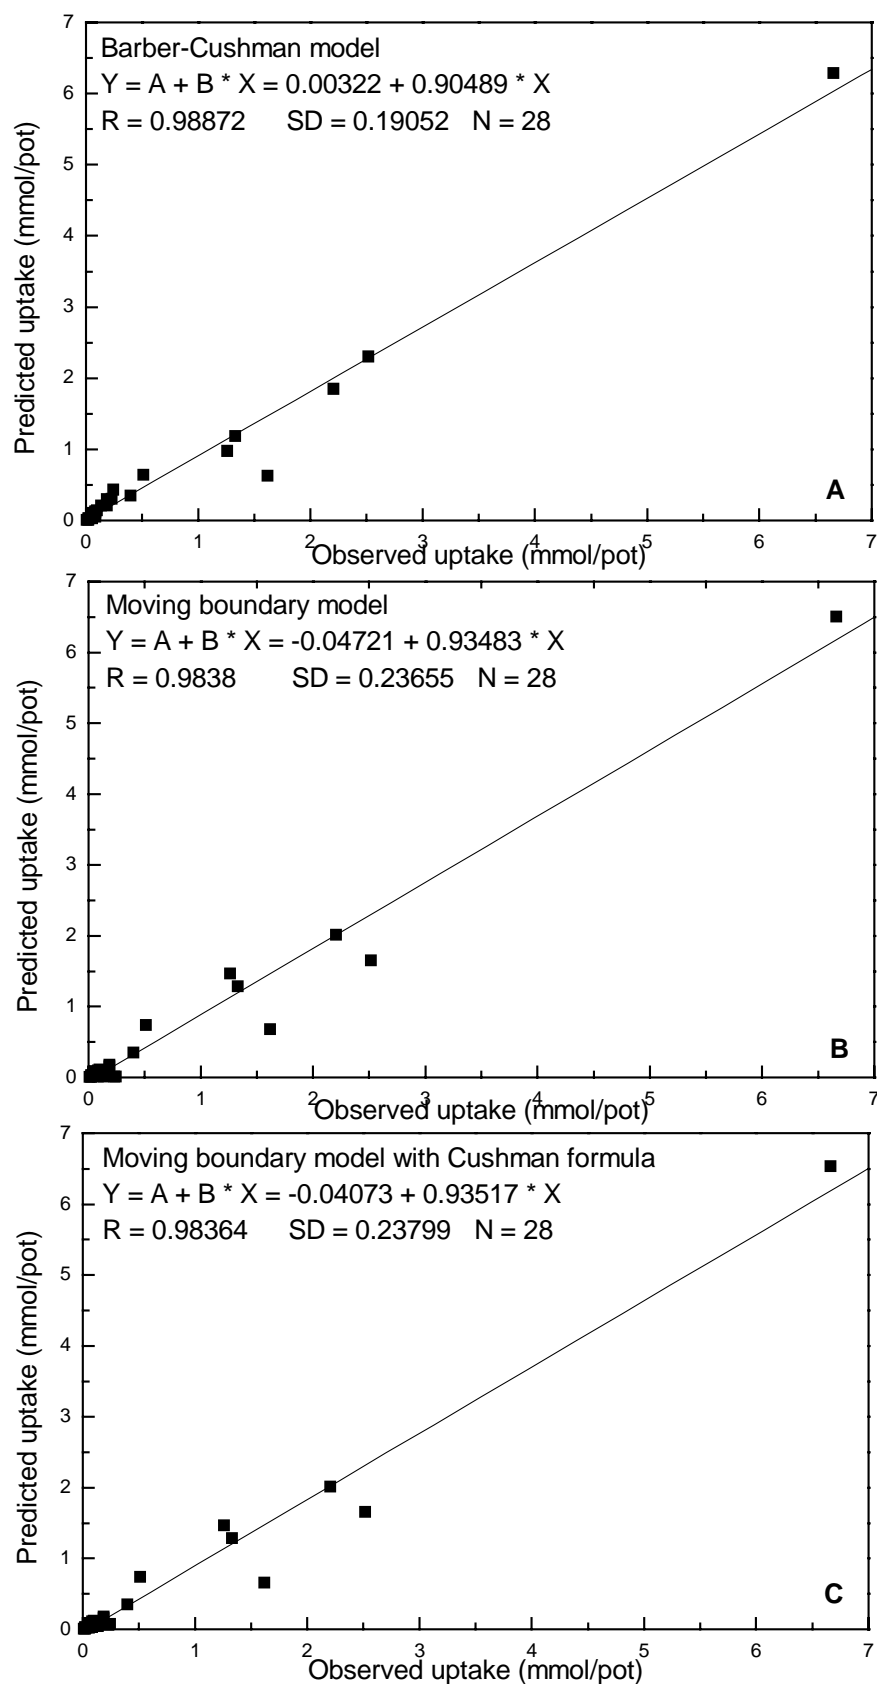 Barber-Cushman model
Y = A + B * X = 0.00322 + 0.90489 * X
R = 0.98872 SD = 0.19052 N = 28
Predicted uptake (mmol/pot)
7
6
5
4
3
2
1
0
A
0 1 2 3 4 5 6 7
Observed uptake (mmol/pot)
Moving boundary model
Y = A + B * X = -0.04721 + 0.93483 * X
R = 0.9838 SD = 0.23655 N = 28
Predicted uptake (mmol/pot)
7
6
5
4
3
2
1
0
B
0 1 2 3 4 5 6 7
Observed uptake (mmol/pot)
Moving boundary model with Cushman formula
Y = A + B * X = -0.04073 + 0.93517 * X
R = 0.98364 SD = 0.23799 N = 28
Predicted uptake (mmol/pot)
7
6
5
4
3
2
1
0
C
0 1 2 3 4 5 6 7
Observed uptake (mmol/pot)